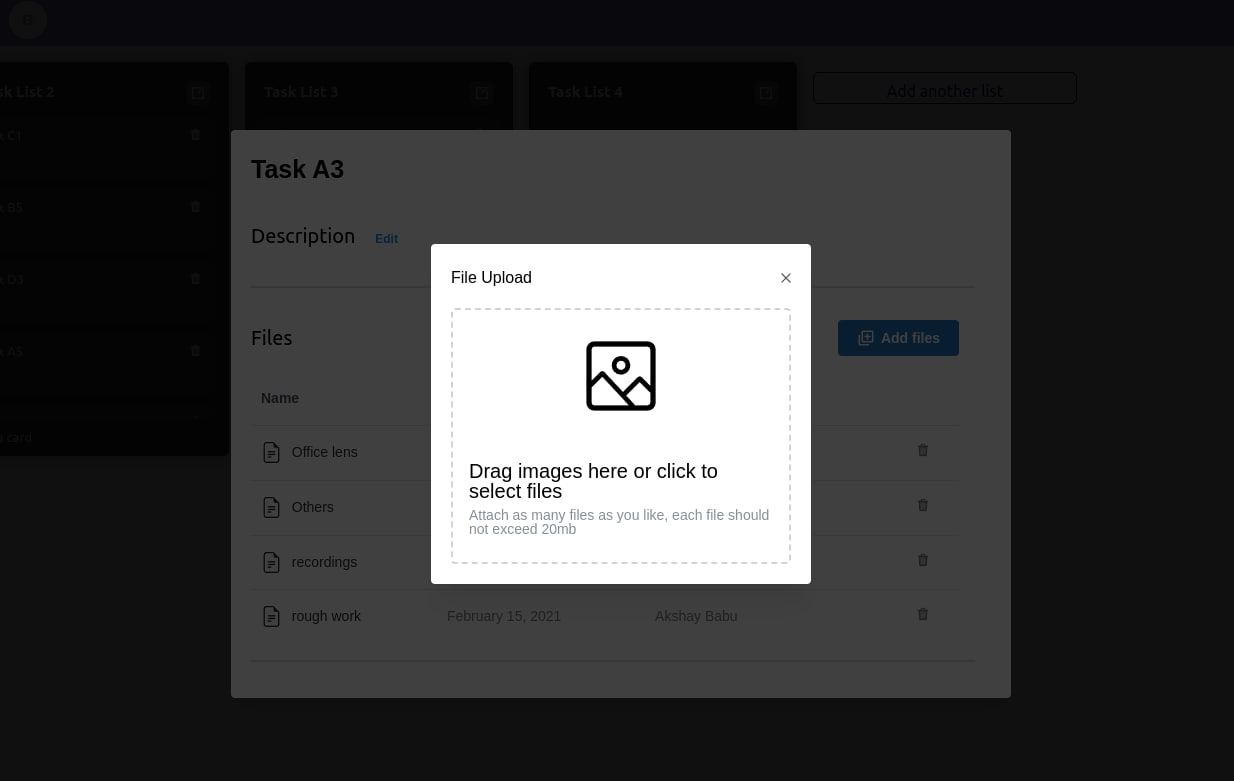 B
sk List 2
Task List 3
Task List 4
Add another list
k C1
Task A3
k B5
Description Edit
File Upload
k D3
Files
Add files
k A5
Name
a card
Office lens
Drag images here or click to
select files
Others
Attach as many files as you like, each file should
not exceed 20mb
recordings
rough work February 15, 2021 Akshay Babu